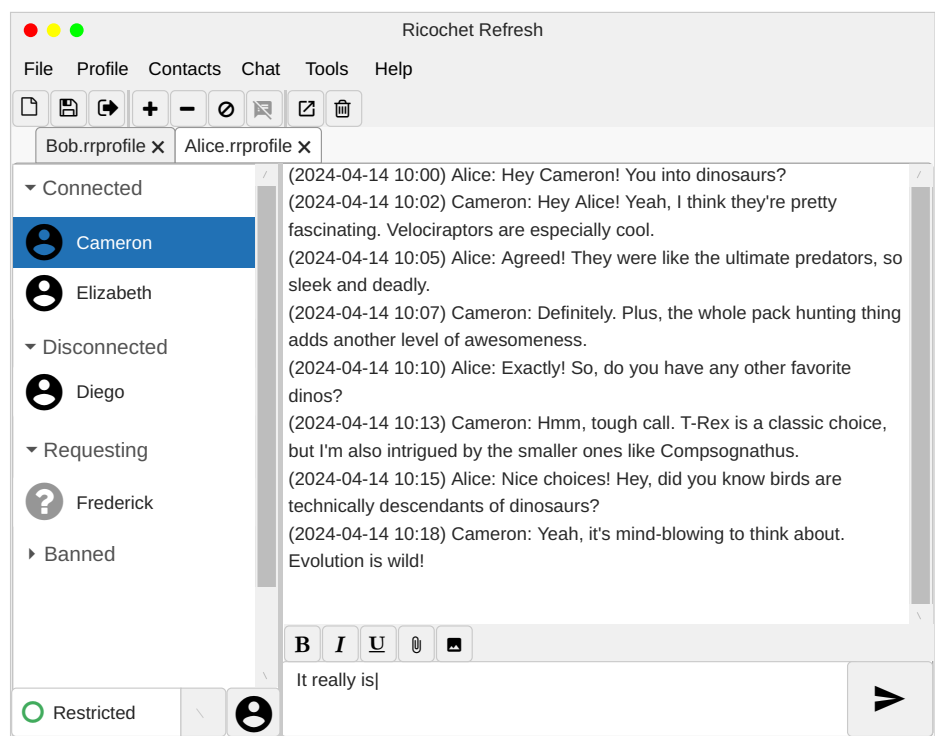 Ricochet Refresh
File Profile Contacts Chat Tools Help
Bob.rrprofile Alice.rrprofile
Connected
Cameron
Elizabeth
Disconnected
Diego
Requesting
Frederick
Banned
Restricted
(2024-04-14 10:00) Alice: Hey Cameron! You into dinosaurs?
(2024-04-14 10:02) Cameron: Hey Alice! Yeah, I think they're pretty
fascinating. Velociraptors are especially cool.
(2024-04-14 10:05) Alice: Agreed! They were like the ultimate predators, so
sleek and deadly.
(2024-04-14 10:07) Cameron: Definitely. Plus, the whole pack hunting thing
adds another level of awesomeness.
(2024-04-14 10:10) Alice: Exactly! So, do you have any other favorite
dinos?
(2024-04-14 10:13) Cameron: Hmm, tough call. T-Rex is a classic choice,
but I'm also intrigued by the smaller ones like Compsognathus.
(2024-04-14 10:15) Alice: Nice choices! Hey, did you know birds are
technically descendants of dinosaurs?
(2024-04-14 10:18) Cameron: Yeah, it's mind-blowing to think about.
Evolution is wild!
B I U
It really is